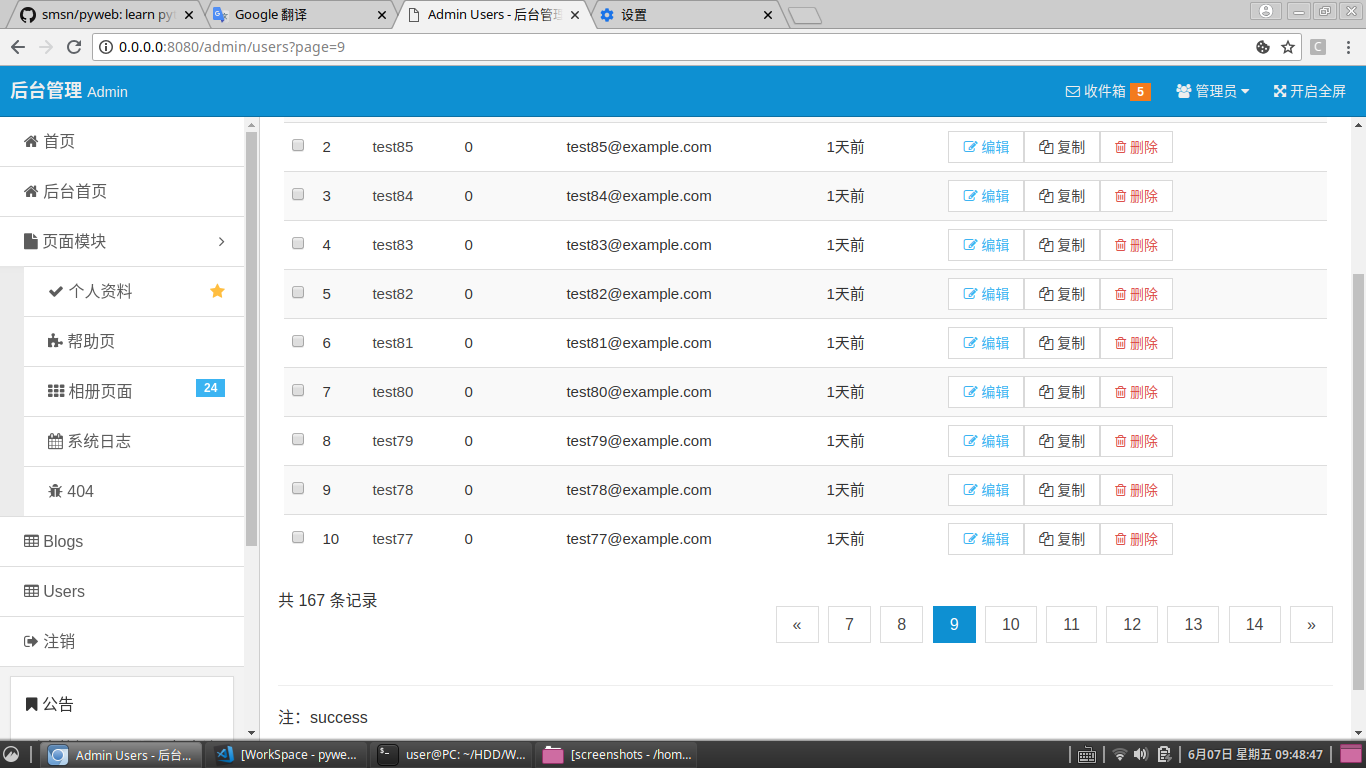 smsn/pyweb: learn pyt
Google 翻译
Admin Users - 后台管理
设置
0.0.0.0:8080/admin/users?page=9
C
后台管理 Admin
收件箱 5
管理员
开启全屏
首页
后台首页
页面模块
个人资料
帮助页
相册页面 24
系统日志
404
Blogs
Users
注销
公告
2 test85 0 test85@example.com 1天前 编辑 复制 删除
3 test84 0 test84@example.com 1天前 编辑 复制 删除
4 test83 0 test83@example.com 1天前 编辑 复制 删除
5 test82 0 test82@example.com 1天前 编辑 复制 删除
6 test81 0 test81@example.com 1天前 编辑 复制 删除
7 test80 0 test80@example.com 1天前 编辑 复制 删除
8 test79 0 test79@example.com 1天前 编辑 复制 删除
9 test78 0 test78@example.com 1天前 编辑 复制 删除
10 test77 0 test77@example.com 1天前 编辑 复制 删除
共 167 条记录
« 7 8 9 10 11 12 13 14 »
注：success
Admin Users - 后台...
[WorkSpace - pywe...
user@PC: ~/HDD/W...
[screenshots - /hom...
6月07日 星期五 09:48:47